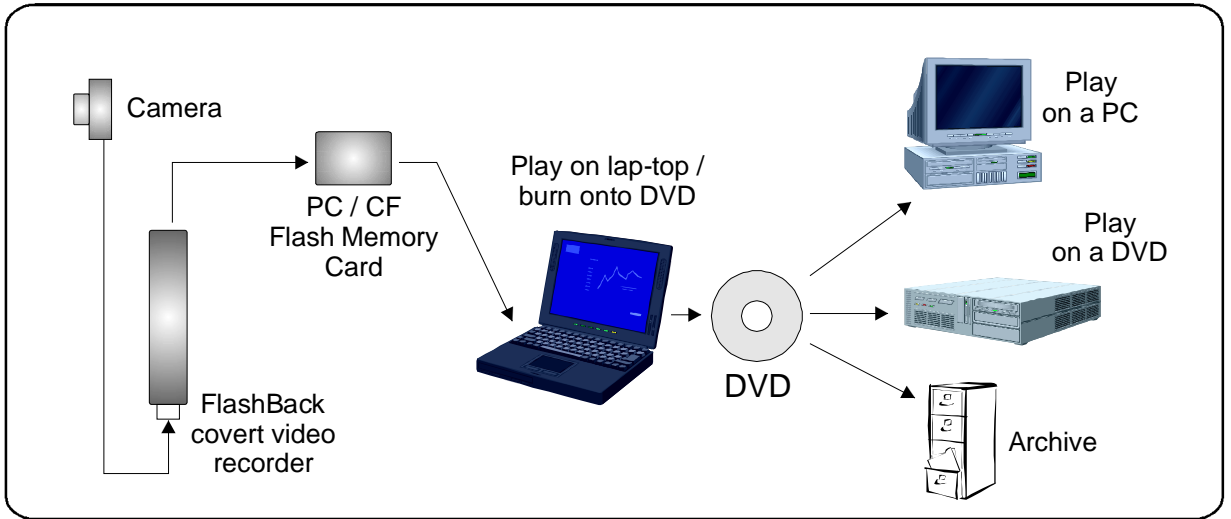 Camera
PC / CF
Flash Memory
Card
FlashBack
covert video
recorder
Play on lap-top /
burn onto DVD
DVD
Play
on a PC
Play
on a DVD
Archive